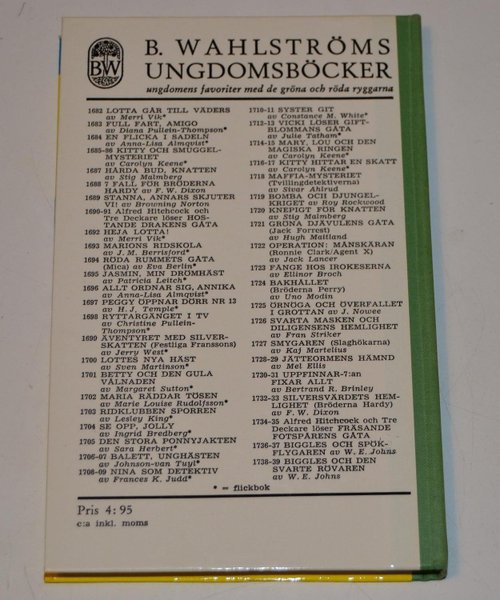 BW
B. WAHLSTRÖMS
UNGDOMSBÖCKER
ungdomens favoriter med de gröna och röda ryggarna
1682 LOTTA GÅR TILL VÄDERS
av Merri Vik*
1683 FULL FART, AMIGO
av Diana Pullein-Thompson*
1684 EN FLICKA I SADELN
av Anna-Lisa Almqvist*
1685-86 KITTY OCH SMUGGEL-
MYSTERIET
av Carolyn Keene*
1687 HÅRDA BUD, KNATTEN
av Stig Malmberg
1688 7 FALL FÖR BRÖDERNA
HARDY av F. W. Dixon
1689 STANNA, ANNARS SKJUTER
VI! av Browning Norton
1690-91 Alfred Hitchcock och
Tre Deckare löser HOS-
TANDE DRAKENS GÅTA
1692 HEJA LOTTA!
av Merri Vik*
1693 MARIONS RIDSKOLA
av J. M. Berrisford*
1694 RÖDA RUMMETS GÅTA
(Mica) av Eva Berlin*
1695 JASMIN, MIN DRÖMHÄST
av Patricia Leitch*
1696 ALLT ORDNAR SIG, ANNIKA
av Anna-Lisa Almqvist*
1697 PEGGY ÖPPNAR DÖRR NR 13
av H. J. Temple*
1698 RYTTARGÄNGET I TV
av Christine Pullein-
Thompson*
1699 ÄVENTYRET MED SILVER-
SKATTEN (Festliga Franssons)
av Jerry West*
1700 LOTTES NYA HÄST
av Sven Martinson*
1701 BETTY OCH DEN GULA
VÅLNADEN
av Margaret Sutton*
1702 MARIA RÄDDAR TÖSEN
av Marie Louise Rudolfsson*
1703 RIDKLUBBEN SPORREN
av Lesley King*
1704 SE OPP, JOLLY
av Ingrid Bredberg*
1705 DEN STORA PONNYJAKTEN
av Sara Herbert*
1706-07 BALETT, UNGHÄSTEN
av Johnson-van Tuyl*
1708-09 NINA SOM DETEKTIV
av Frances K. Judd*
1710-11 SYSTER GIT
av Constance M. White*
1712-13 VICKI LÖSER GIFT-
BLOMMANS GÅTA
av Julie Tatham*
1714-15 MARY, LOU OCH DEN
MAGISKA RINGEN
av Carolyn Keene*
1716-17 KITTY HITTAR EN SKATT
av Carolyn Keene*
1718 MAFFIA-MYSTERIET
(Tvillingdetektiverna)
av Sivar Ahlrud
1719 BOMBA OCH DJUNGEL-
KRIGET av Roy Rockwood
1720 KNEPIGT FÖR KNATTEN
av Stig Malmberg
1721 GRÖNA DJÄVULENS GÅTA
(Jack Forrest)
av Hugh Maitland
1722 OPERATION: MÅNSKÄRAN
(Ronnie Clark/Agent X)
av Jack Lancer
1723 FÅNGE HOS IROKESERNA
av Ellinor Broch
1724 BAKHÅLLET
(Bröderna Perry)
av Uno Modin
1725 ÖRNÖGA OCH ÖVERFALLET
I GROTTAN av J. Nowee
1726 SVARTA MASKEN OCH
DILIGENSENS HEMLIGHET
av Fran Striker
1727 SMYGAREN (Slaghökarna)
av Kaj Martelius
1728-29 JÄTTEORMENS HÄMND
av Mel Ellis
1730-31 UPPFINNAR-7:an
FIXAR ALLT
av Bertrand R. Brinley
1732-33 SILVERSVÄRDETS HEM-
LIGHET (Bröderna Hardy)
av F. W. Dixon
1734-35 Alfred Hitchcock och Tre
Deckare löser FRÄSANDE
FOTSPÅRENS GÅTA
1736-37 BIGGLES OCH SPÖK-
FLYGAREN av W. E. Johns
1738-39 BIGGLES OCH DEN
SVARTE RÖVAREN
av W. E. Johns
* = flickbok
Pris 4:95
c:a inkl. moms